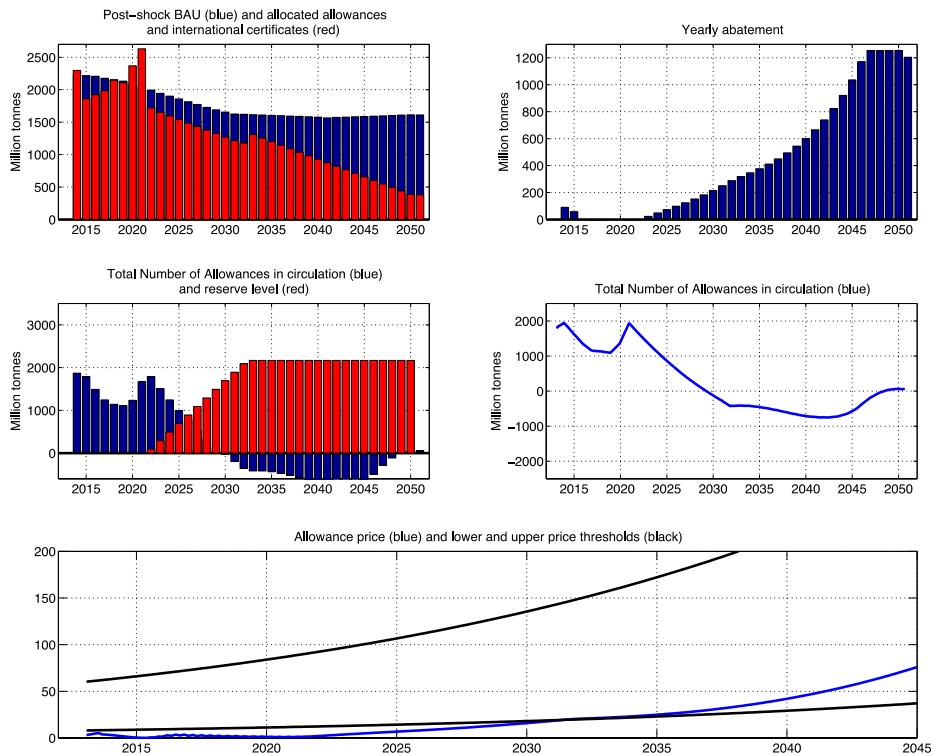 Post−shock BAU (blue) and allocated allowances
and international certificates (red)
Million tonnes
2500
2000
1500
1000
500
0
2015 2020 2025 2030 2035 2040 2045 2050
Yearly abatement
Million tonnes
1200
1000
800
600
400
200
0
2015 2020 2025 2030 2035 2040 2045 2050
Total Number of Allowances in circulation (blue)
and reserve level (red)
Million tonnes
3000
2000
1000
0
2015 2020 2025 2030 2035 2040 2045 2050
Total Number of Allowances in circulation (blue)
Million tonnes
2000
1000
0
−1000
−2000
2015 2020 2025 2030 2035 2040 2045 2050
Allowance price (blue) and lower and upper price thresholds (black)
200
150
100
50
0
2015 2020 2025 2030 2035 2040 2045